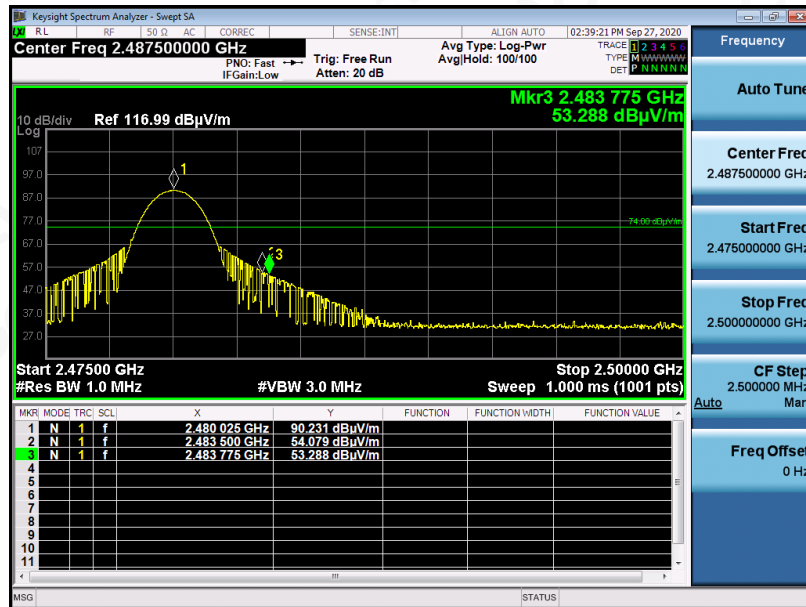 Keysight Spectrum Analyzer - Swept SA
LXI RL RF 50 Ω AC CORREC SENSE:INT ALIGN AUTO 02:39:21 PM Sep 27, 2020
Center Freq 2.487500000 GHz
PNO: Fast
IFGain:Low
Trig: Free Run
Atten: 20 dB
Avg Type: Log-Pwr
Avg|Hold: 100/100
TRACE 1 2 3 4 5 6
TYPE M W W W W W
DET P N N N N N
Mkr3 2.483 775 GHz
53.288 dBµV/m
10 dB/div Ref 116.99 dBµV/m
Log
107
97.0
87.0
77.0
67.0
57.0
47.0
37.0
27.0
1
3
74.00 dBµV/m
Start 2.47500 GHz Stop 2.50000 GHz
#Res BW 1.0 MHz #VBW 3.0 MHz Sweep 1.000 ms (1001 pts)
MKR MODE TRC SCL X Y FUNCTION FUNCTION WIDTH FUNCTION VALUE
1 N 1 f 2.480 025 GHz 90.231 dBµV/m
2 N 1 f 2.483 500 GHz 54.079 dBµV/m
3 N 1 f 2.483 775 GHz 53.288 dBµV/m
4
5
6
7
8
9
10
11
MSG STATUS
Frequency
Auto Tune
Center Freq
2.487500000 GHz
Start Freq
2.475000000 GHz
Stop Freq
2.500000000 GHz
CF Step
2.500000 MHz
Auto Man
Freq Offset
0 Hz